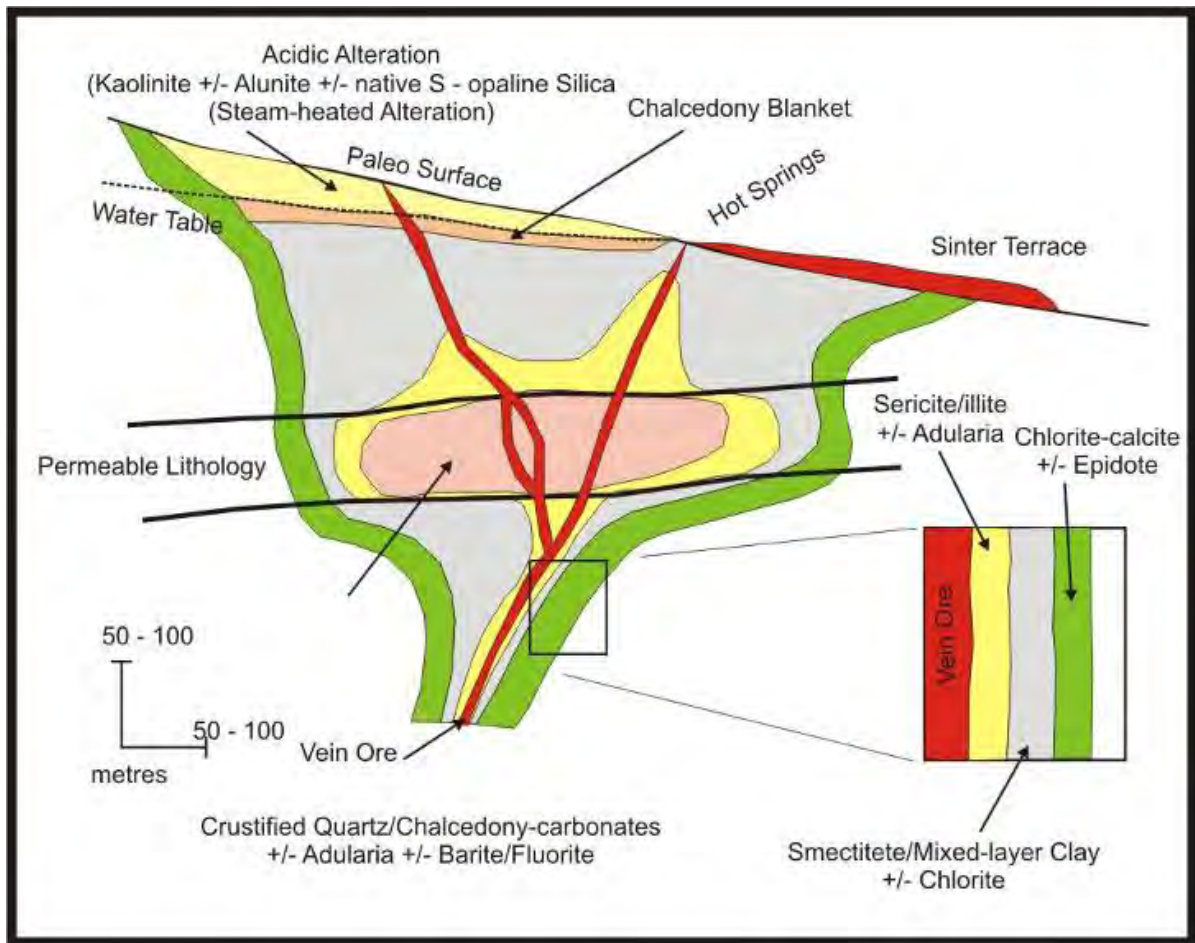 Acidic Alteration
(Kaolinite +/- Alunite +/- native S - opaline Silica
(Steam-heated Alteration)
Chalcedony Blanket
Paleo Surface
Hot Springs
Water Table
Sinter Terrace
Sericite/illite
+/- Adularia
Chlorite-calcite
+/- Epidote
Permeable Lithology
Vein Ore
50 - 100
50 - 100
metres
Vein Ore
Crustified Quartz/Chalcedony-carbonates
+/- Adularia +/- Barite/Fluorite
Smectitete/Mixed-layer Clay
+/- Chlorite